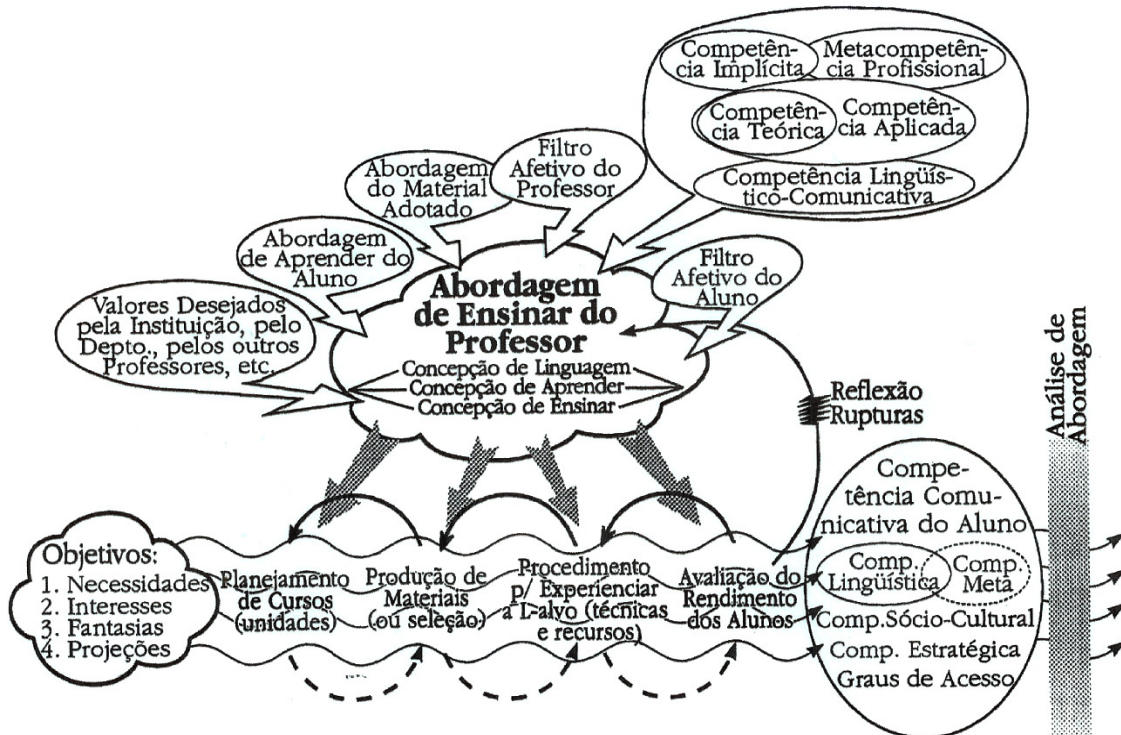 Competên-
cia Implícita
Metacompetên-
cia Profissional
Competên-
cia Teórica
Competên-
cia Aplicada
Competência Lingüís-
tico-Comunicativa
Filtro
Afetivo do
Professor
Abordagem
do Material
Adotado
Abordagem
de Aprender do
Aluno
Valores Desejados
pela Instituição, pelo
Depto., pelos outros
Professores, etc.
Filtro
Afetivo do
Aluno
Abordagem
de Ensinar do
Professor
Concepção de Linguagem
Concepção de Aprender
Concepção de Ensinar
Reflexão
Rupturas
Análise de
Abordagem
Objetivos:
1. Necessidades
2. Interesses
3. Fantasias
4. Projeções
Planejamento
de Cursos
(unidades)
Produção de
Materiais
(ou seleção)
Procedimento
p/ Experienciar
a L-alvo (técnicas
e recursos)
Avaliação do
Rendimento
dos Alunos
Compe-
tência Comu-
nicativa do Aluno
Comp.
Lingüística
Comp.
Meta
Comp.Sócio-Cultural
Comp. Estratégica
Graus de Acesso